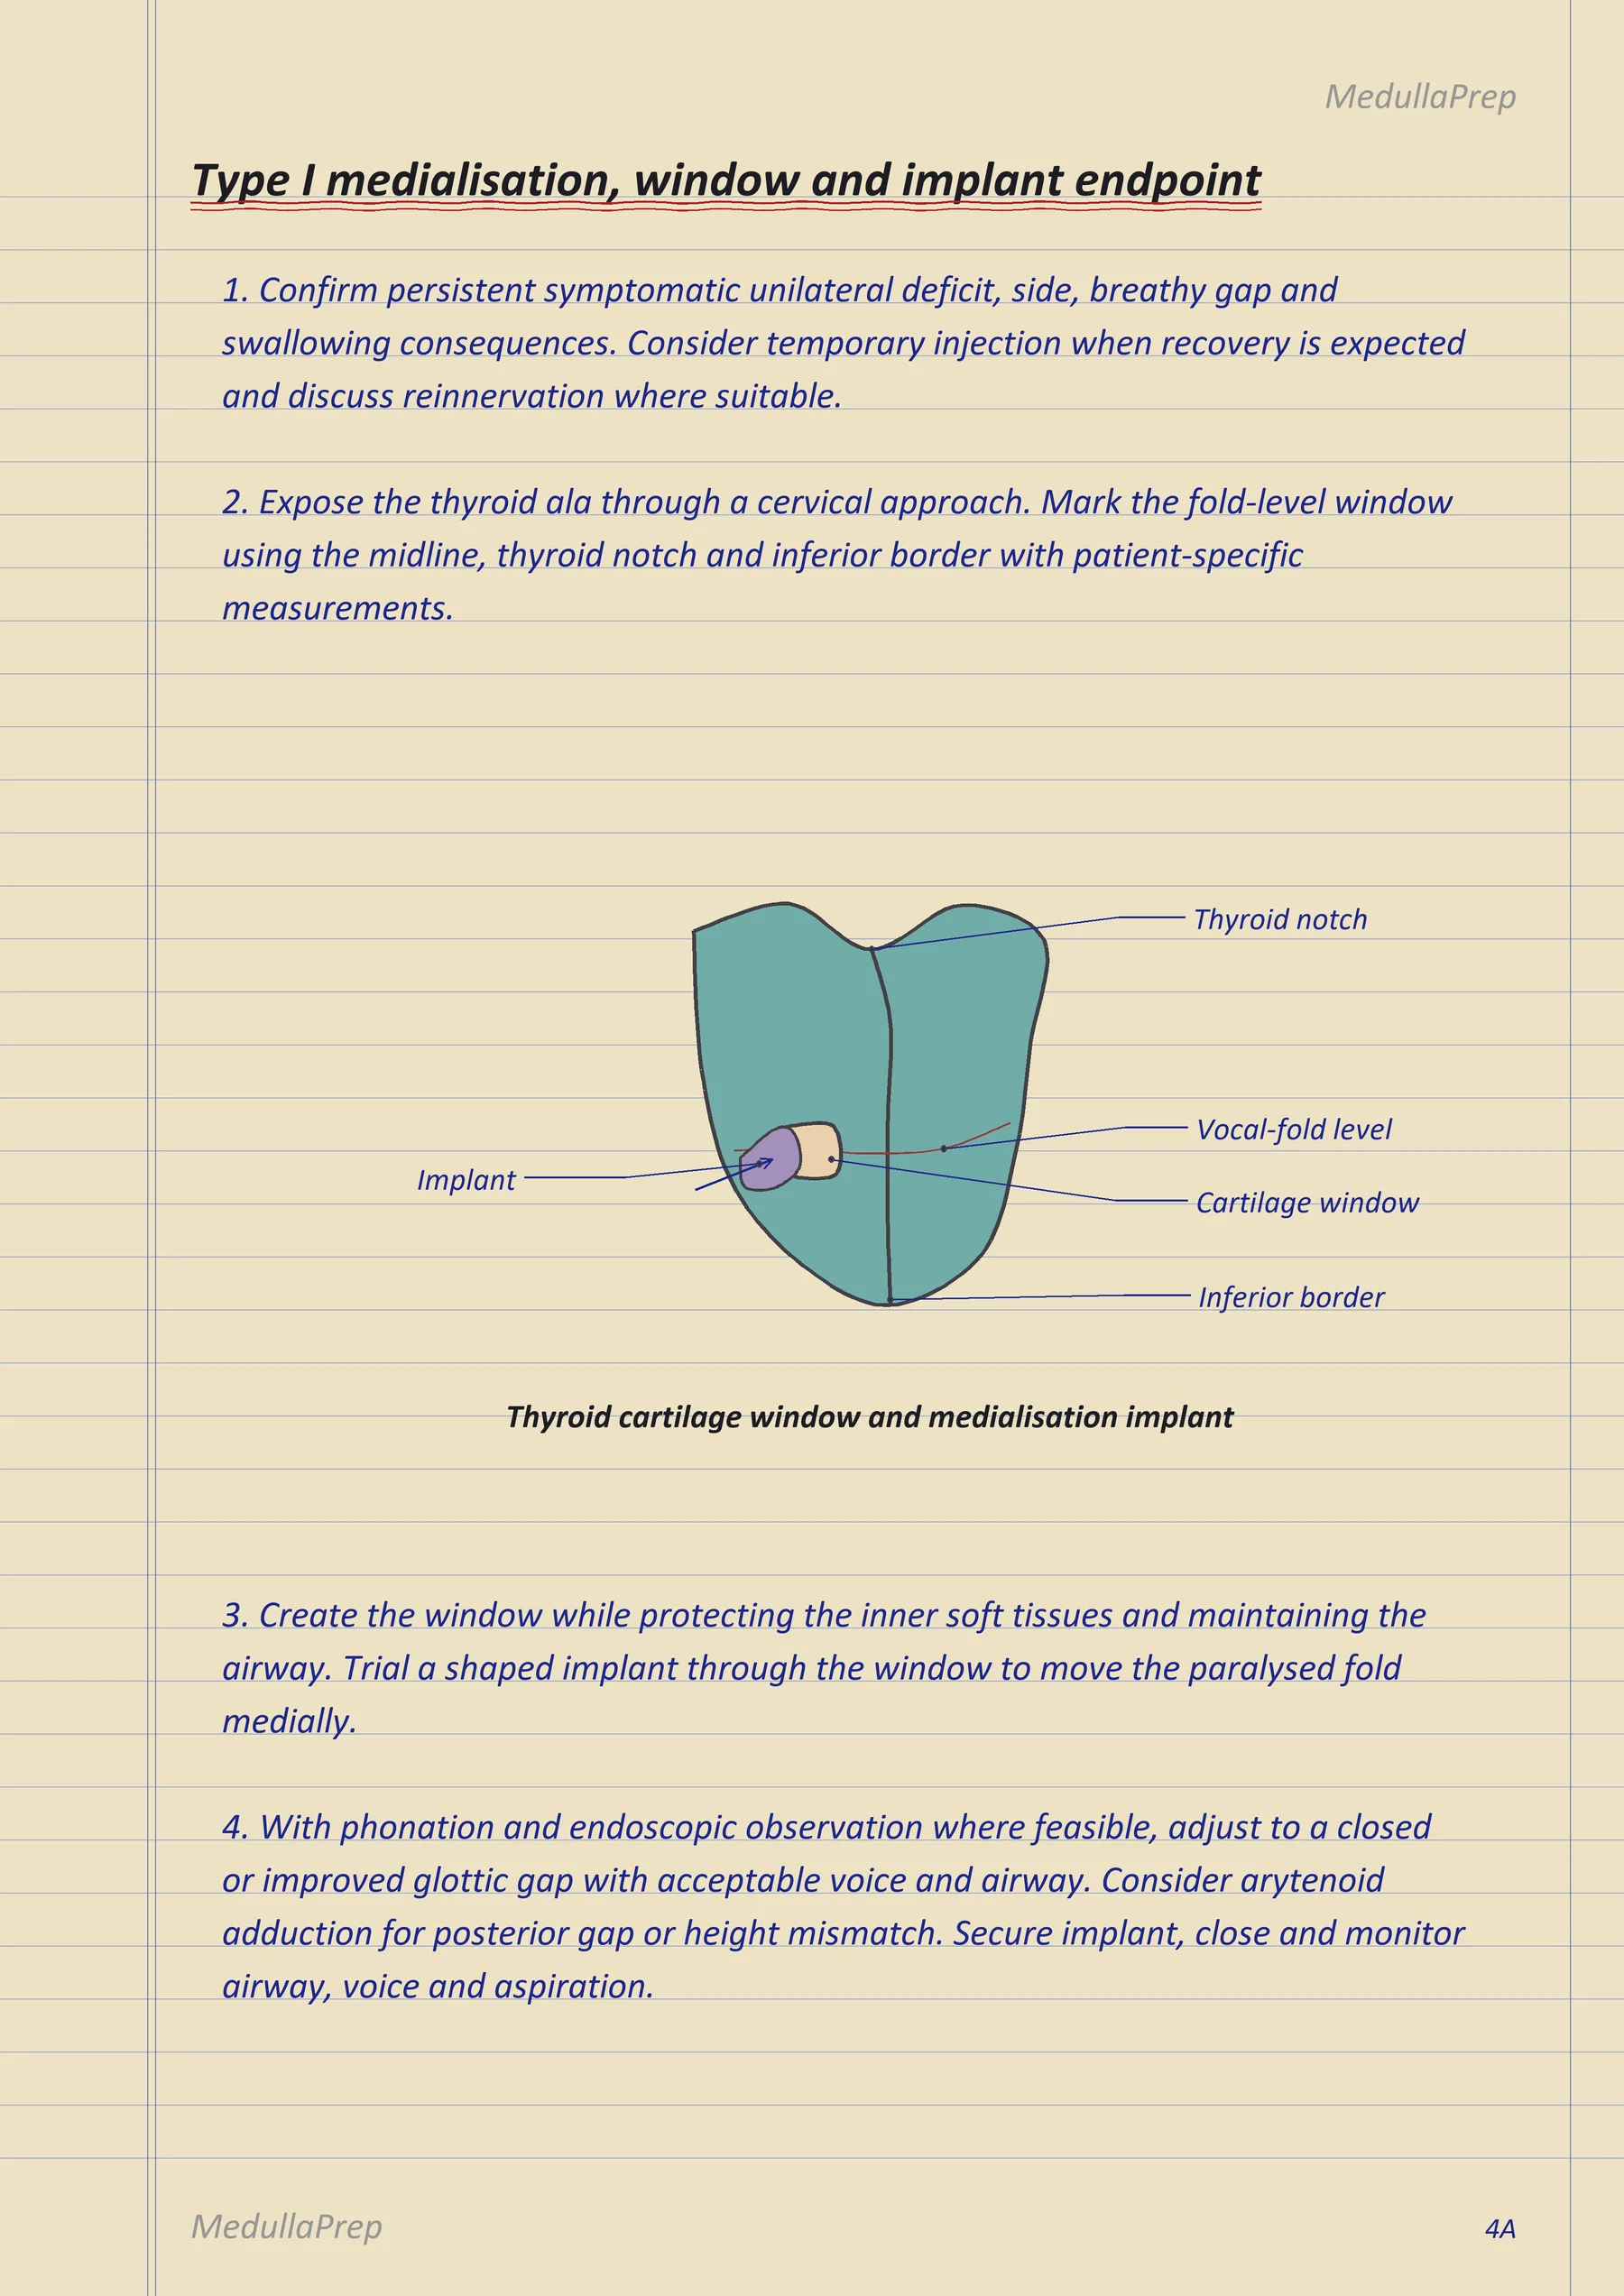 MedullaPrep
Type I medialisation, window and implant endpoint
1. Confirm persistent symptomatic unilateral deficit, side, breathy gap and
swallowing consequences. Consider temporary injection when recovery is expected
and discuss reinnervation where suitable.
2. Expose the thyroid ala through a cervical approach. Mark the fold-level window
using the midline, thyroid notch and inferior border with patient-specific
measurements.
Thyroid notch
Vocal-fold level
Implant
Cartilage window
Inferior border
Thyroid cartilage window and medialisation implant
3. Create the window while protecting the inner soft tissues and maintaining the
airway. Trial a shaped implant through the window to move the paralysed fold
medially.
4. With phonation and endoscopic observation where feasible, adjust to a closed
or improved glottic gap with acceptable voice and airway. Consider arytenoid
adduction for posterior gap or height mismatch. Secure implant, close and monitor
airway, voice and aspiration.
MedullaPrep
4A